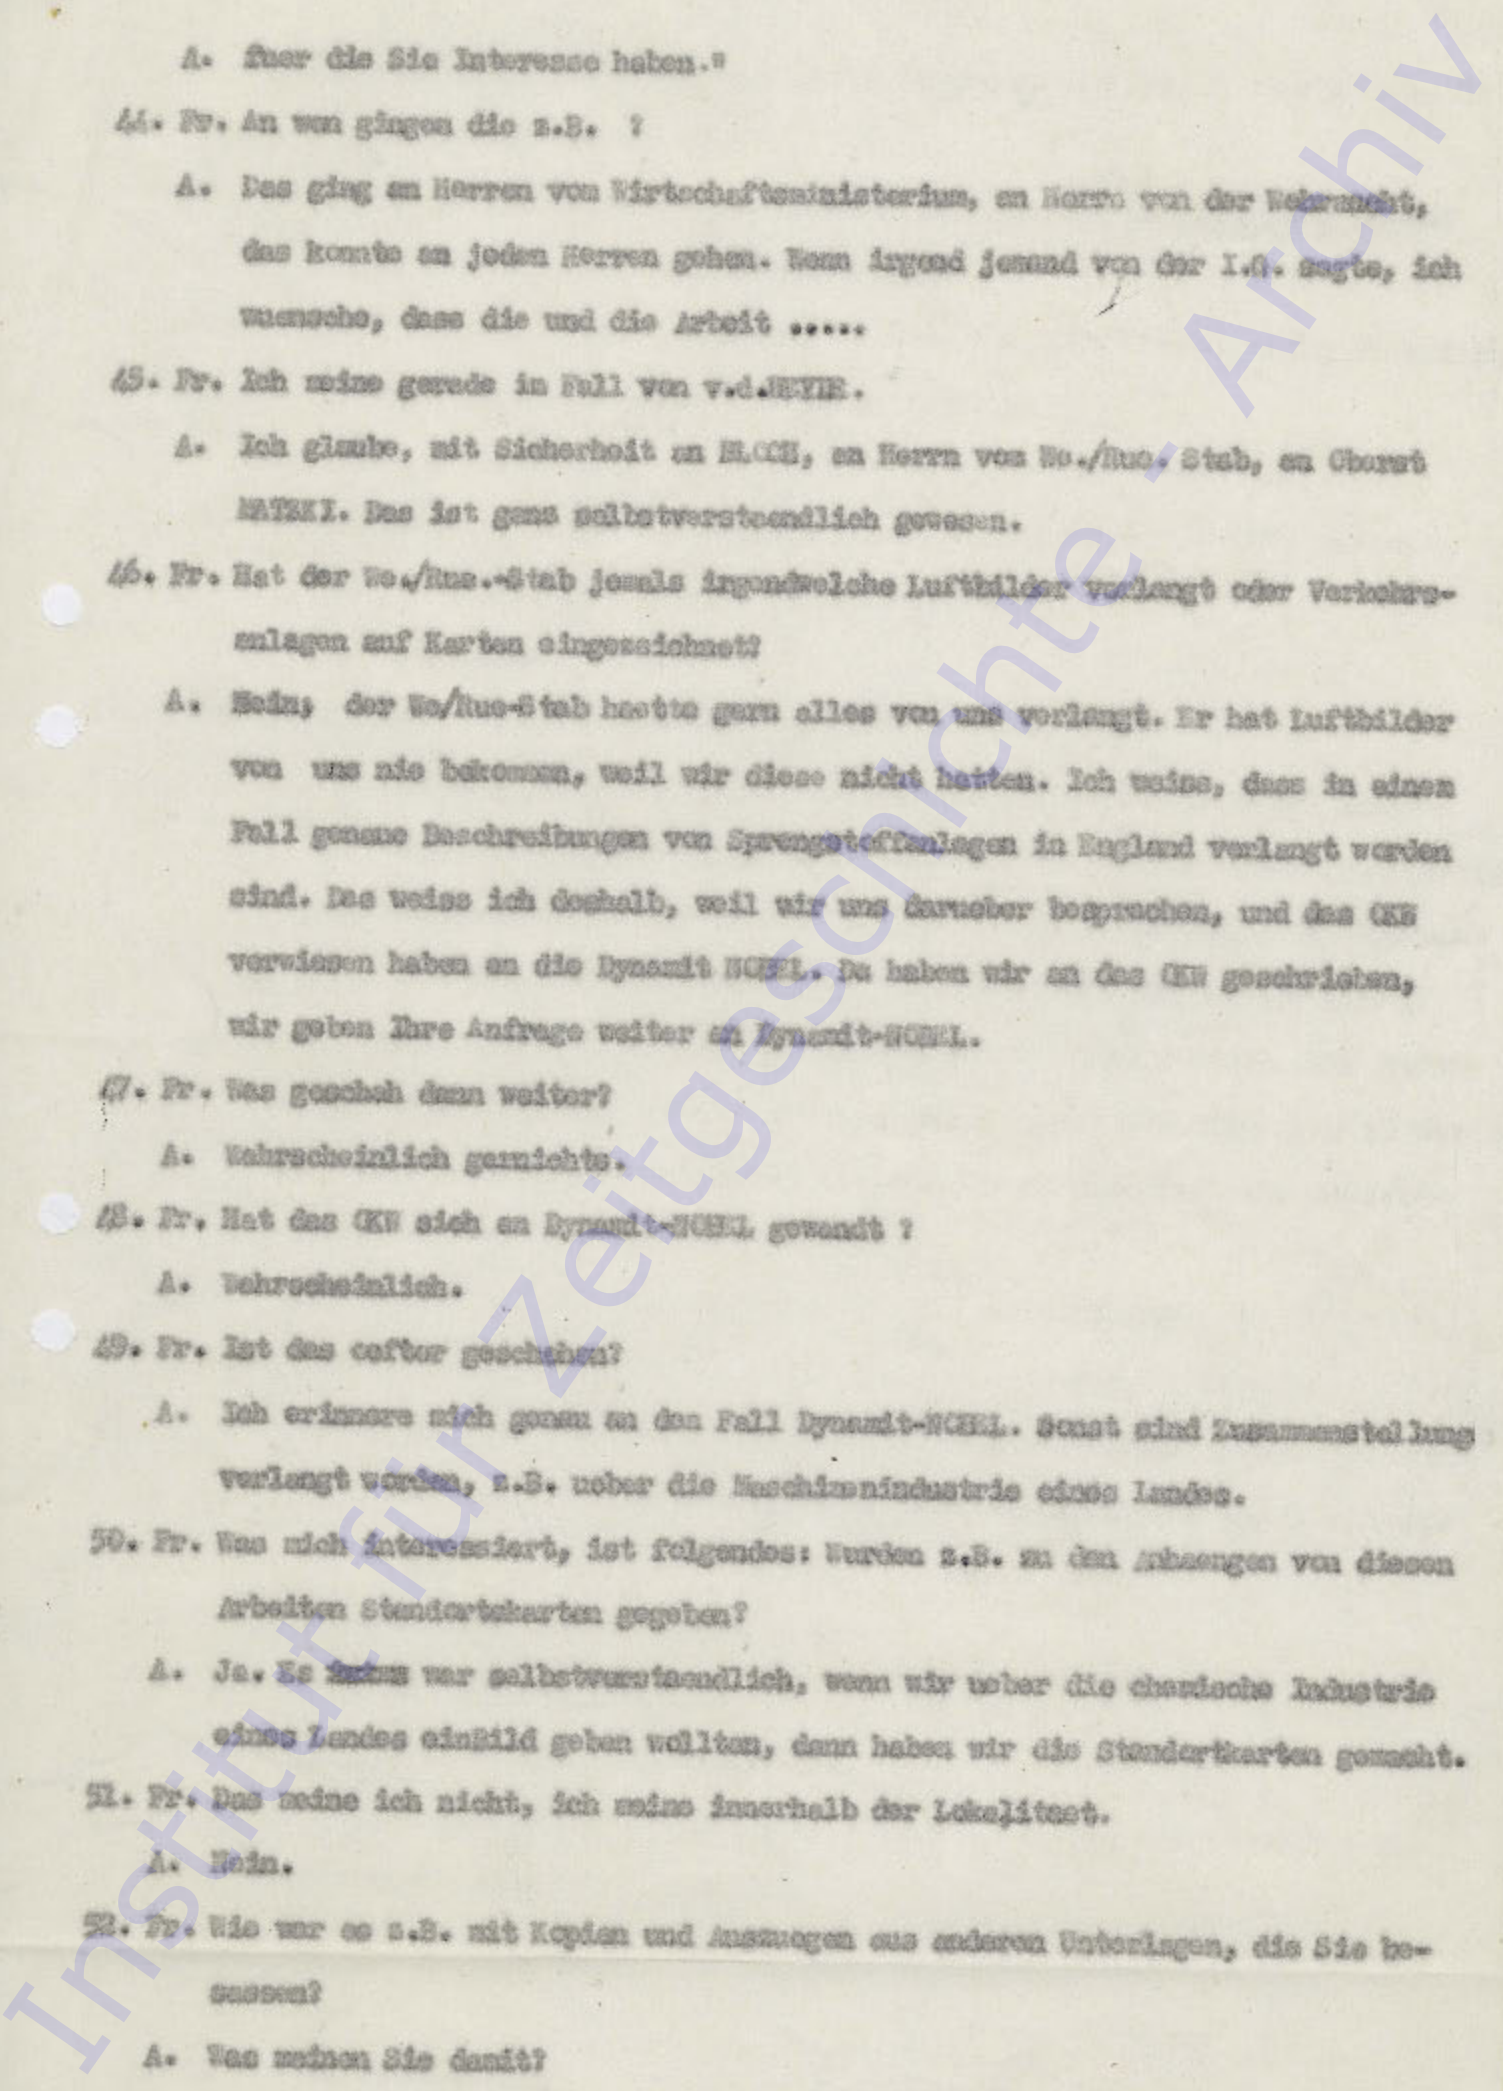 A. fuer die Sie Interesse haben."
44. Fr. An wen gingen die z.B. ?
A. Das ging an Herren vom Wirtschaftsministerium, an Herrn von der Wehrmacht,
das konnte an jeden Herren gehen. Wenn irgend jemand von der I.G. sagte, ich
wuensche, dass die und die Arbeit .....
45. Fr. Ich meine gerade im Fall von v.d.HEYDE.
A. Ich glaube, mit Sicherheit an BLOCH, an Herrn vom We./Rue. Stab, an Oberst
MATZKI. Das ist ganz selbstverstaendlich gewesen.
46. Fr. Hat der We./Rue.-Stab jemals irgendwelche Luftbilder verlangt oder Verkehrs-
anlagen auf Karten eingezeichnet?
A. Nein; der We/Rue-Stab haette gern alles von uns verlangt. Er hat Luftbilder
von uns nie bekommen, weil wir diese nicht hatten. Ich weiss, dass in einem
Fall genaue Beschreibungen von Sprengstoffanlagen in England verlangt worden
sind. Das weiss ich deshalb, weil wir uns darueber besprachen, und das OKW
verwiesen haben an die Dynamit NOBEL. Da haben wir an das OKW geschrieben,
wir geben Ihre Anfrage weiter an Dynamit-NOBEL.
47. Fr. Was geschah dann weiter?
A. Wahrscheinlich garnichts.
48. Fr. Hat das OKW sich an Dynamit-NOBEL gewandt ?
A. Wahrscheinlich.
49. Fr. Ist das oefter geschehen?
A. Ich erinnere mich genau an den Fall Dynamit-NOBEL. Sonst sind Zusammenstellung
verlangt worden, z.B. ueber die Maschinenindustrie eines Landes.
50. Fr. Was mich interessiert, ist folgendes: Wurden z.B. zu den Anhaengen von diesen
Arbeiten Standortskarten gegeben?
A. Ja. Es war selbstverstaendlich, wenn wir ueber die chemische Industrie
eines Landes einBild geben wollten, dann haben wir die Standortkarten gemacht.
51. Fr. Das meine ich nicht, ich meine innerhalb der Lokalitaet.
A. Nein.
52. Fr. Wie war es z.B. mit Kopien und Auszuegen aus anderen Unterlagen, die Sie be-
sassen?
A. Was meinen Sie damit?
Institut für Zeitgeschichte - Archiv